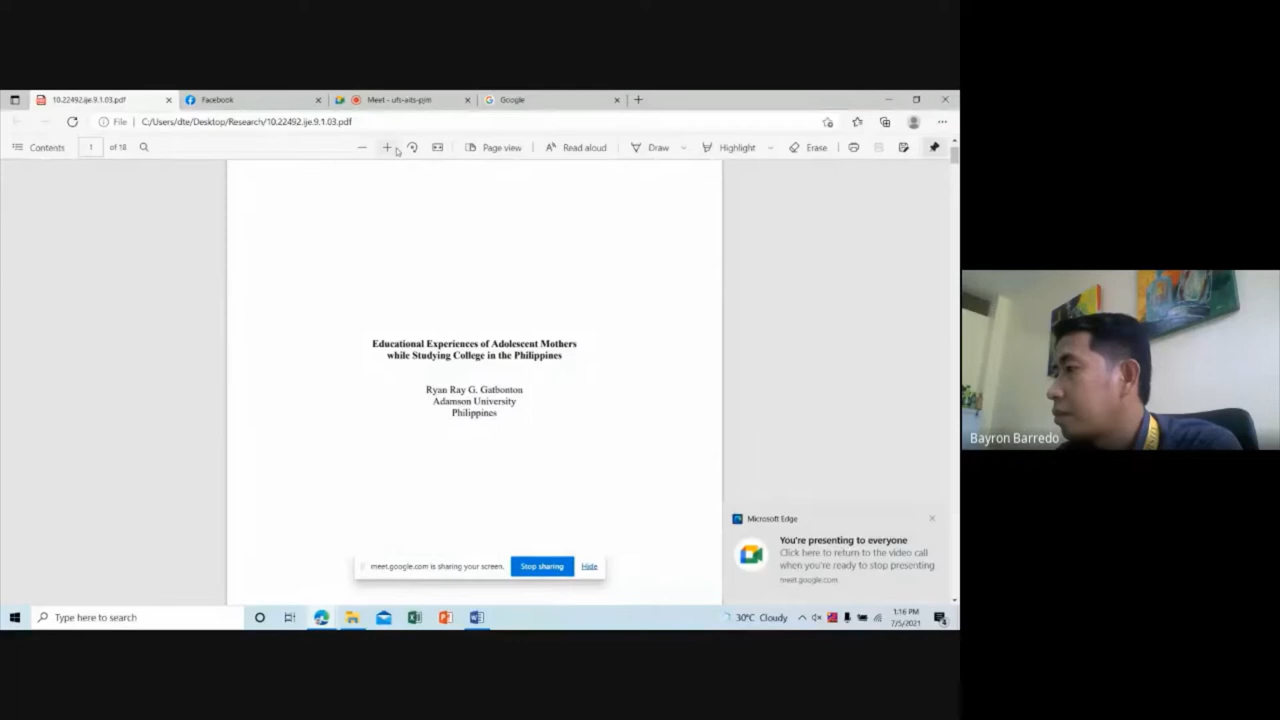 10.22492.ije.9.1.03.pdf
Facebook
Meet - ufs-aits-pjm
Google
File
C:/Users/dte/Desktop/Research/10.22492.ije.9.1.03.pdf
Contents
1
of 18
Page view
Read aloud
Draw
Highlight
Erase
Educational Experiences of Adolescent Mothers
while Studying College in the Philippines
Ryan Ray G. Gatbonton
Adamson University
Philippines
Bayron Barredo
Microsoft Edge
You're presenting to everyone
Click here to return to the video call
when you're ready to stop presenting
meet.google.com
meet.google.com is sharing your screen.
Stop sharing
Hide
Type here to search
30°C Cloudy
1:16 PM
7/5/2021